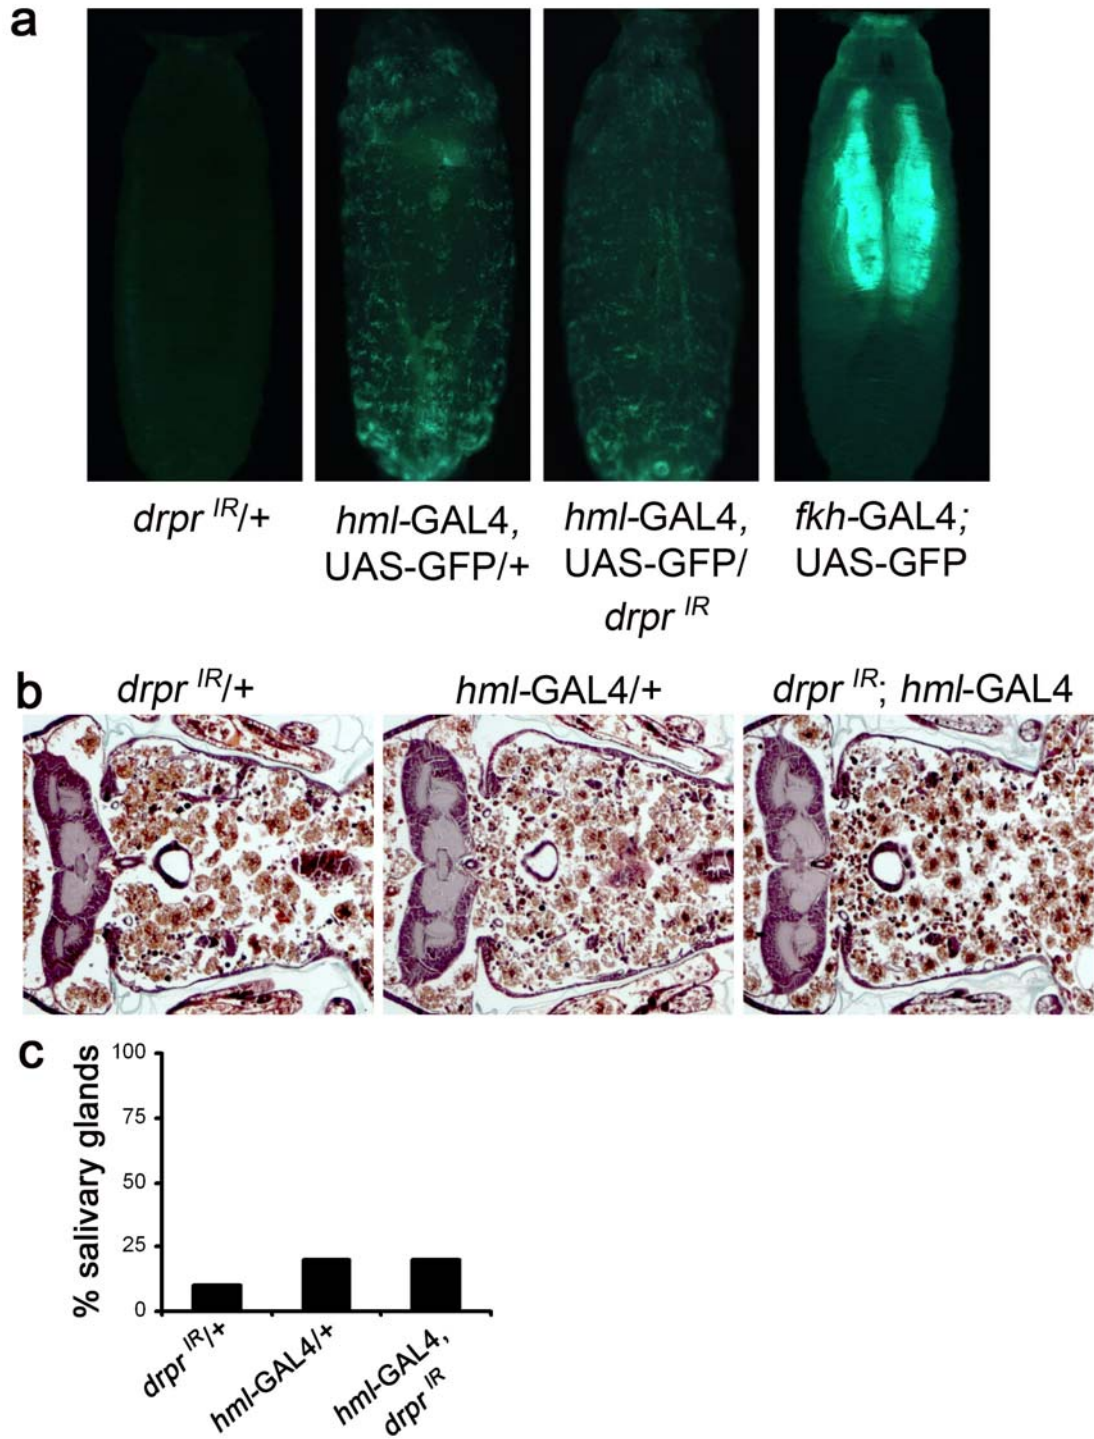 a
drpr IR/+
hml-GAL4,
UAS-GFP/+
hml-GAL4,
UAS-GFP/
drpr IR
fkh-GAL4;
UAS-GFP
b
drpr IR/+
hml-GAL4/+
drpr IR; hml-GAL4
c
% salivary glands
100
75
50
25
0
drpr IR/+
hml-GAL4/+
hml-GAL4,
drpr IR